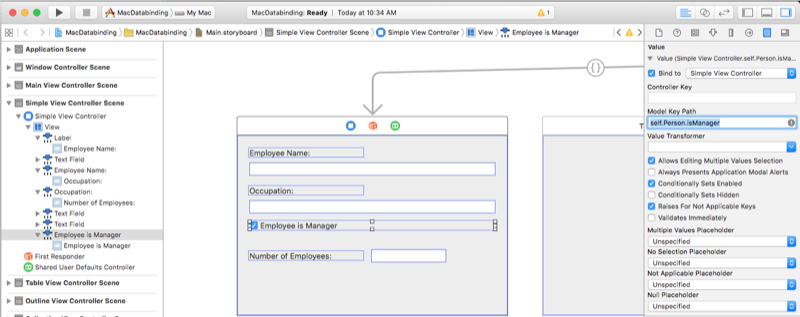 MacDatabinding My Mac MacDatabinding: Ready Today at 10:34 AM 1
MacDatabinding MacDatabinding Main.storyboard Simple View Controller Scene Simple View Controller View Employee is Manager
Application Scene
Window Controller Scene
Main View Controller Scene
Simple View Controller Scene
Simple View Controller
View
Label
Employee Name:
Text Field
Employee Name:
Occupation:
Occupation:
Number of Employees:
Text Field
Text Field
Employee is Manager
Employee is Manager
First Responder
Shared User Defaults Controller
Table View Controller Scene
Outline View Controller Scene
Employee Name:
Occupation:
Employee is Manager
Number of Employees:
T
Value
Value (Simple View Controller.self.Person.isMa...
Bind to Simple View Controller
Controller Key
Model Key Path
self.Person.isManager
Value Transformer
Allows Editing Multiple Values Selection
Always Presents Application Modal Alerts
Conditionally Sets Enabled
Conditionally Sets Hidden
Raises For Not Applicable Keys
Validates Immediately
Multiple Values Placeholder
Unspecified
No Selection Placeholder
Unspecified
Not Applicable Placeholder
Unspecified
Null Placeholder
Unspecified